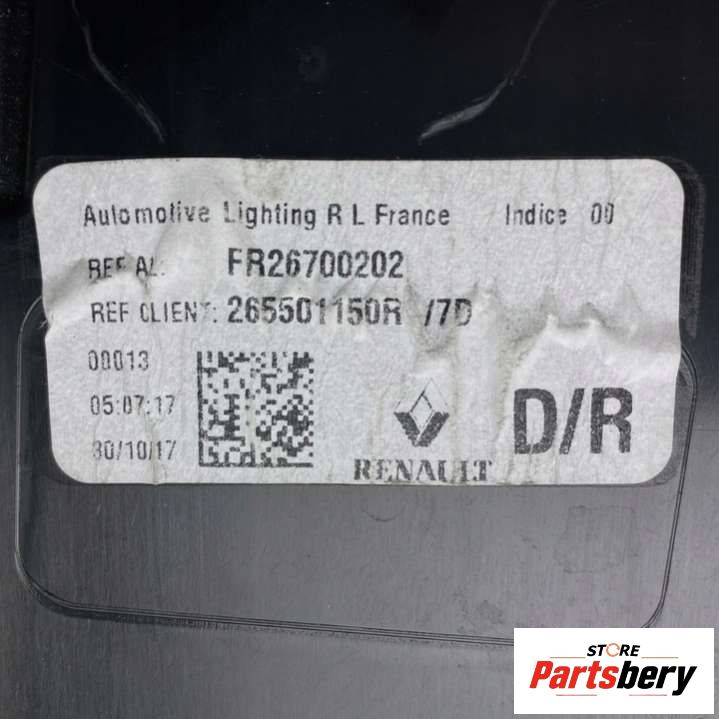 Automotive Lighting R L France Indice 00
REF AL: FR26700202
REF CLIENT: 265501150R /7D
00013
05:07:17
30/10/17
RENAULT
D/R
STORE
Partsbery